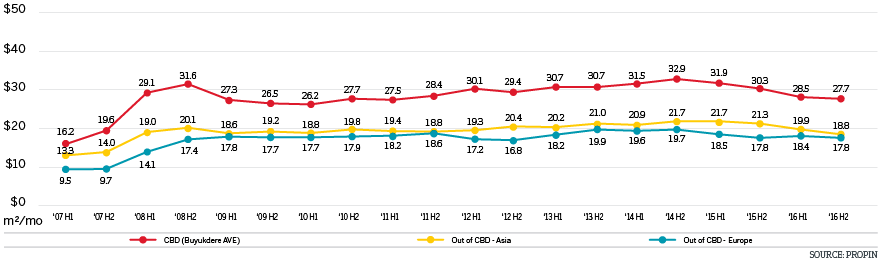 $50
$40
$30
$20
$10
$0
m²/mo
16.2 19.6 29.1 31.6 27.3 26.5 26.2 27.7 27.5 28.4 30.1 29.4 30.7 30.7 31.5 32.9 31.9 30.3 28.5 27.7
13.3 14.0 19.0 20.1 18.6 19.2 18.8 19.8 19.4 18.8 19.3 20.4 20.2 21.0 20.9 21.7 21.7 21.3 19.9 18.8
9.5 9.7 14.1 17.4 17.8 17.7 17.7 17.9 18.2 18.6 17.2 16.8 18.2 19.9 19.6 19.7 18.5 17.8 18.4 17.8
'07 H1 '07 H2 '08 H1 '08 H2 '09 H1 '09 H2 '10 H1 '10 H2 '11 H1 '11 H2 '12 H1 '12 H2 '13 H1 '13 H2 '14 H1 '14 H2 '15 H1 '15 H2 '16 H1 '16 H2
CBD (Buyukdere AVE) Out of CBD - Asia Out of CBD - Europe
SOURCE: PROPIN